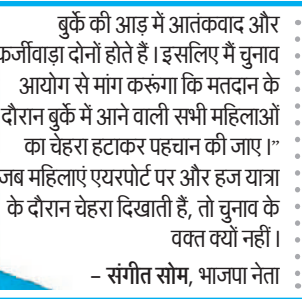 बुर्के की आड़ में आतंकवाद और
फर्जीवाड़ा दोनों होते हैं। इसलिए मैं चुनाव
आयोग से मांग करूंगा कि मतदान के
दौरान बुर्के में आने वाली सभी महिलाओं
का चेहरा हटाकर पहचान की जाए।”
जब महिलाएं एयरपोर्ट पर और हज यात्रा
के दौरान चेहरा दिखाती हैं, तो चुनाव के
वक्त क्यों नहीं।
– संगीत सोम, भाजपा नेता